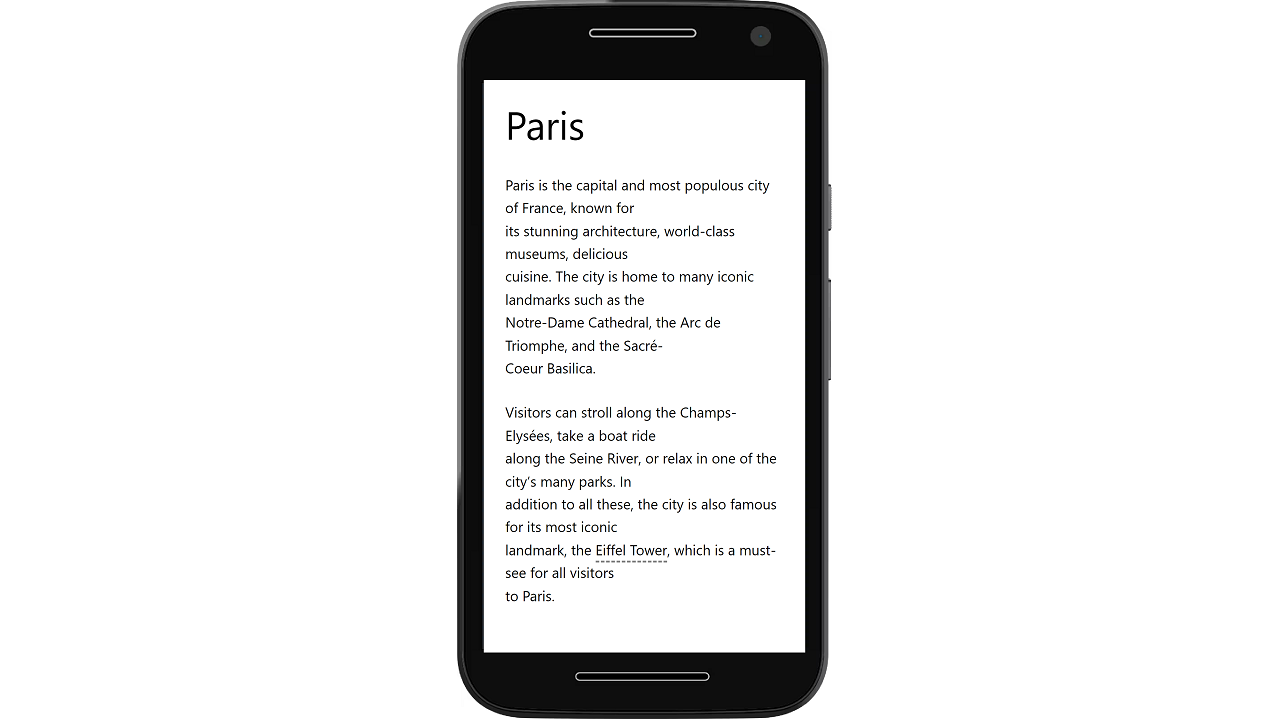 Paris
Paris is the capital and most populous city
of France, known for
its stunning architecture, world-class
museums, delicious
cuisine. The city is home to many iconic
landmarks such as the
Notre-Dame Cathedral, the Arc de
Triomphe, and the Sacré-
Coeur Basilica.
Visitors can stroll along the Champs-
Elysées, take a boat ride
along the Seine River, or relax in one of the
city's many parks. In
addition to all these, the city is also famous
for its most iconic
landmark, the Eiffel Tower, which is a must-
see for all visitors
to Paris.